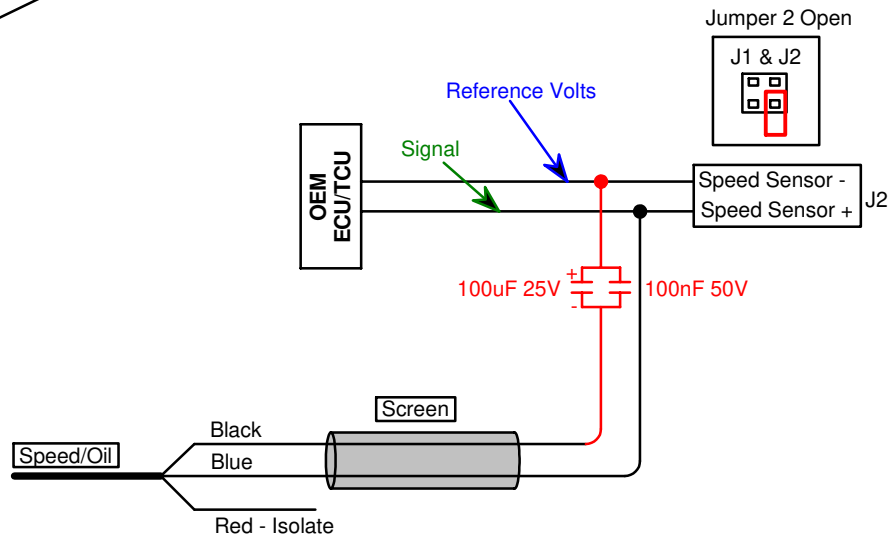 Jumper 2 Open
J1 & J2
Reference Volts
Signal
OEM
ECU/TCU
Speed Sensor -
Speed Sensor +
J2
100uF 25V
+
-
100nF 50V
Screen
Black
Speed/Oil
Blue
Red - Isolate